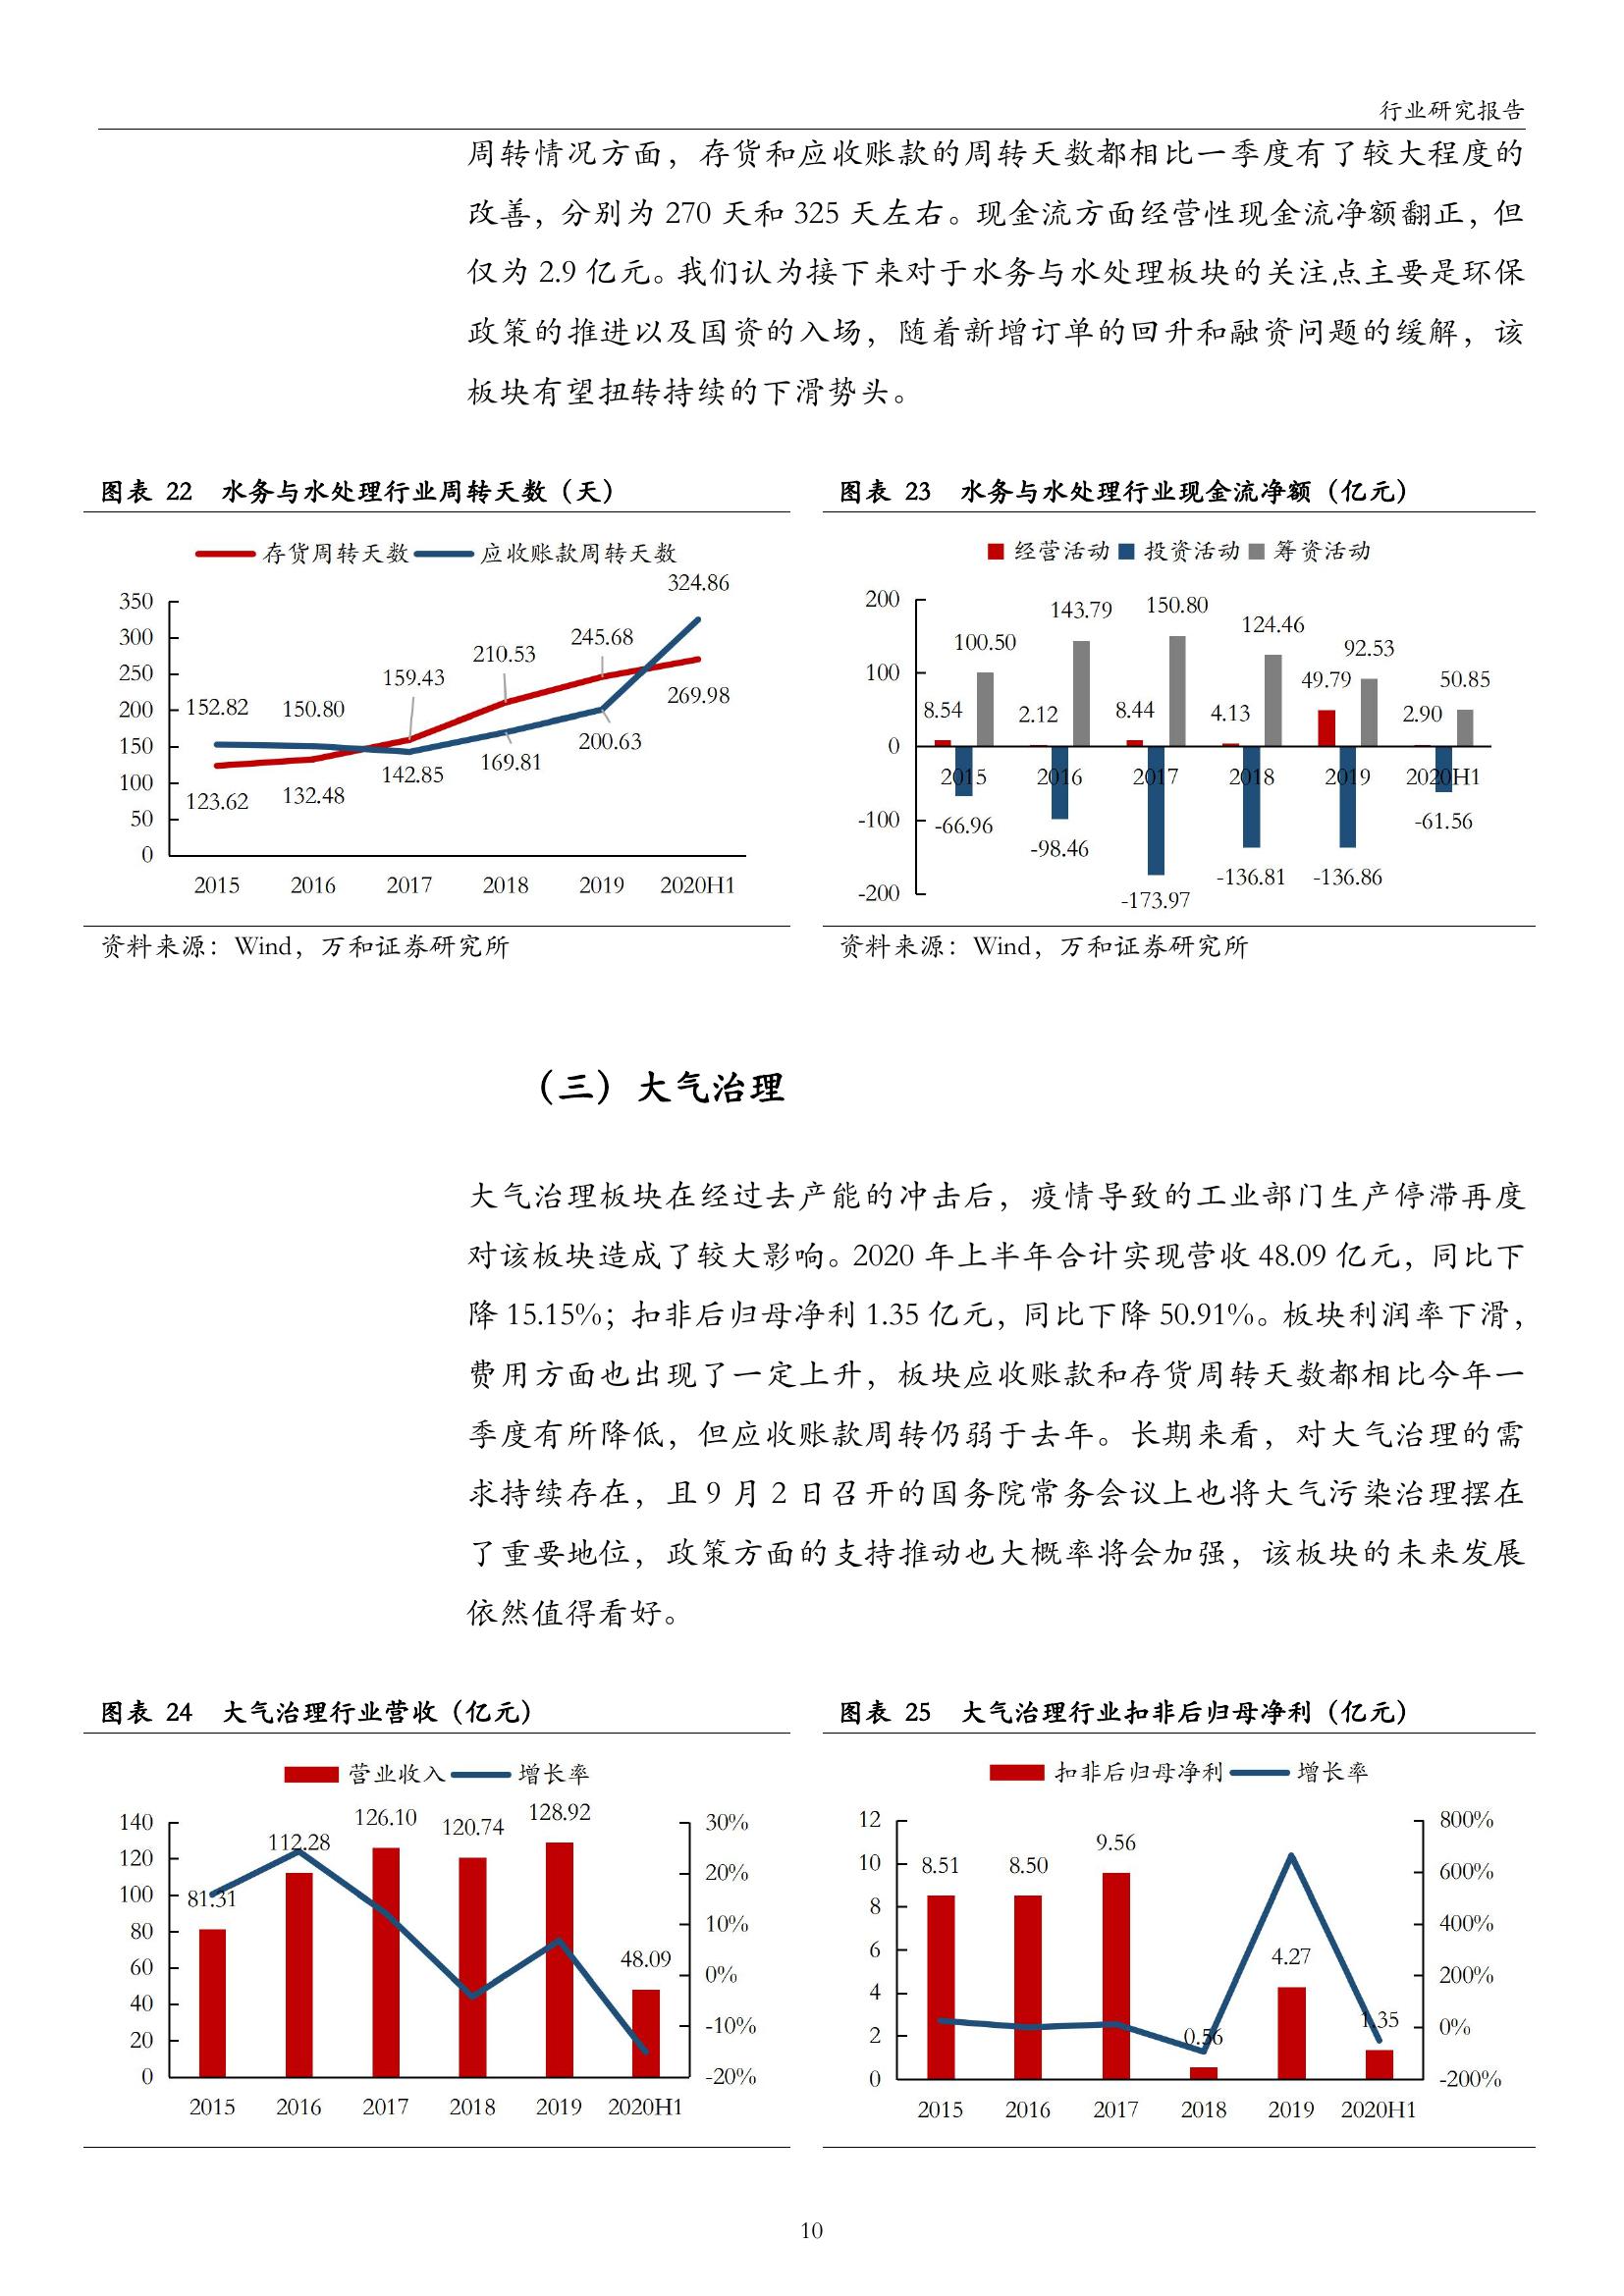 行业研究报告
周转情况方面，存货和应收账款的周转天数都相比一季度有了较大程度的
改善，分别为 270 天和 325 天左右。现金流方面经营性现金流净额翻正，但
仅为 2.9 亿元。我们认为接下来对于水务与水处理板块的关注点主要是环保
政策的推进以及国资的入场，随着新增订单的回升和融资问题的缓解，该
板块有望扭转持续的下滑势头。
图表 22 水务与水处理行业周转天数（天）
存货周转天数 应收账款周转天数
324.86
350
300
250
200
150
100
50
0
152.82 150.80 159.43 210.53 245.68
269.98
123.62 132.48 142.85 169.81 200.63
2015 2016 2017 2018 2019 2020H1
资料来源：Wind，万和证券研究所
图表 23 水务与水处理行业现金流净额（亿元）
经营活动 投资活动 筹资活动
200
100
0
-100
-200
100.50 143.79 150.80 124.46 92.53 50.85
8.54 2.12 8.44 4.13 49.79 2.90
2015 2016 2017 2018 2019 2020H1
-66.96 -98.46 -173.97 -136.81 -136.86 -61.56
资料来源：Wind，万和证券研究所
（三）大气治理
大气治理板块在经过去产能的冲击后，疫情导致的工业部门生产停滞再度
对该板块造成了较大影响。2020 年上半年合计实现营收 48.09 亿元，同比下
降 15.15%；扣非后归母净利 1.35 亿元，同比下降 50.91%。板块利润率下滑，
费用方面也出现了一定上升，板块应收账款和存货周转天数都相比今年一
季度有所降低，但应收账款周转仍弱于去年。长期来看，对大气治理的需
求持续存在，且 9 月 2 日召开的国务院常务会议上也将大气污染治理摆在
了重要地位，政策方面的支持推动也大概率将会加强，该板块的未来发展
依然值得看好。
图表 24 大气治理行业营收（亿元）
营业收入 增长率
140
120
100
80
60
40
20
0
81.31 112.28 126.10 120.74 128.92 48.09
30%
20%
10%
0%
-10%
-20%
2015 2016 2017 2018 2019 2020H1
图表 25 大气治理行业扣非后归母净利（亿元）
扣非后归母净利 增长率
12
10
8
6
4
2
0
8.51 8.50 9.56 0.56 4.27 1.35
800%
600%
400%
200%
0%
-200%
2015 2016 2017 2018 2019 2020H1
10